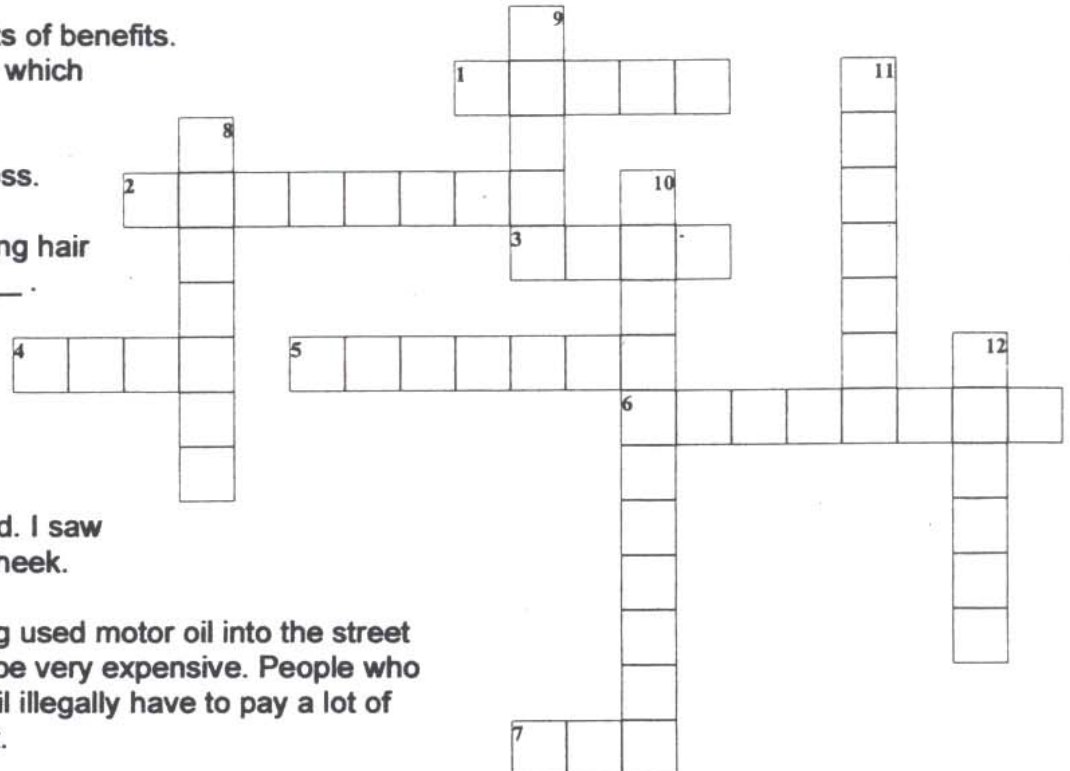 ts of benefits.
which
ss.
ng hair
__ .
d. I saw
heek.
g used motor oil into the street
be very expensive. People who
il illegally have to pay a lot of
.
9
1
11
8
2
10
3
4
5
12
6
7